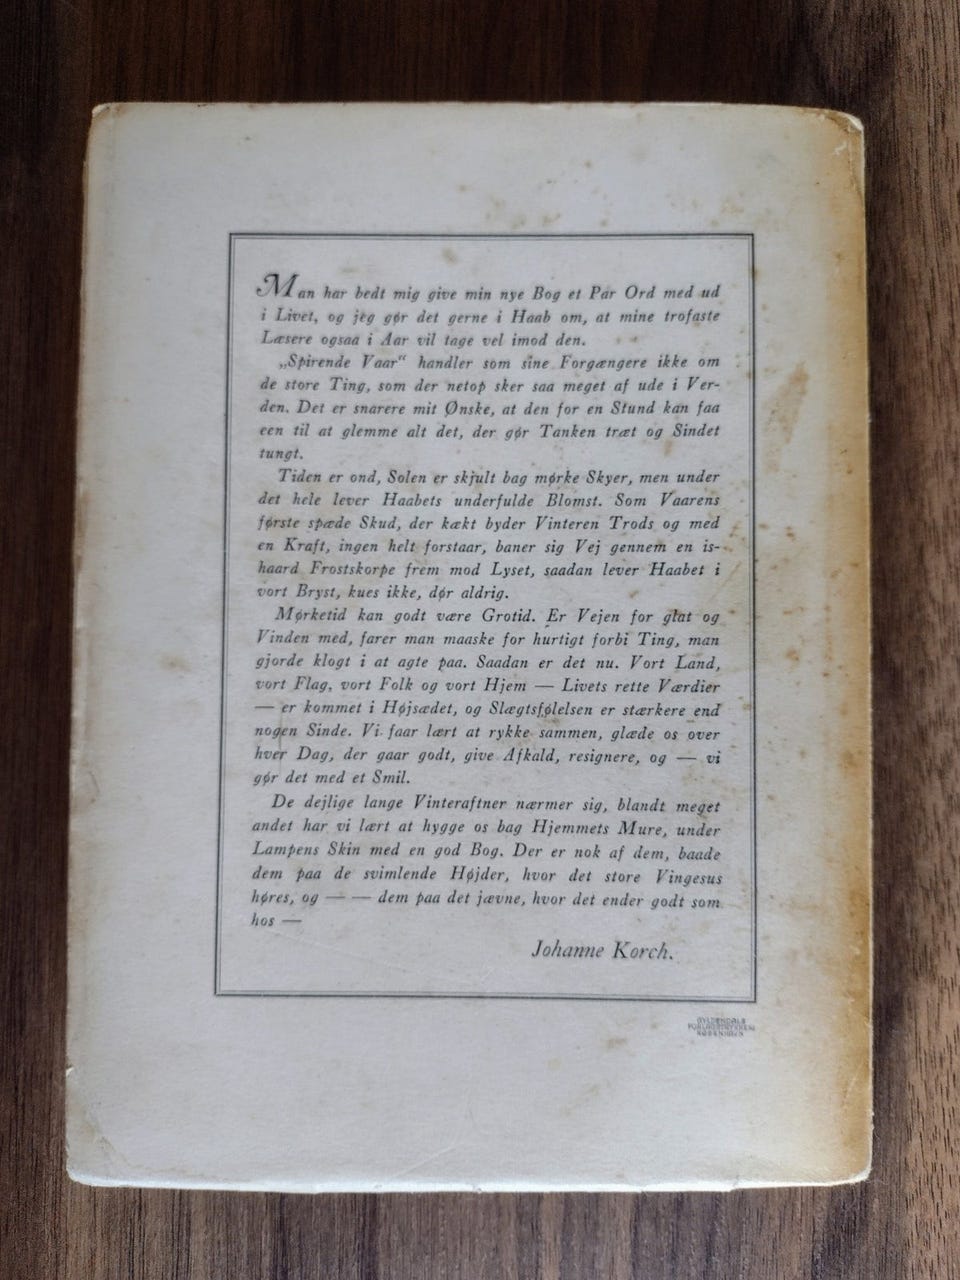 Man har bedt mig give min nye Bog et Par Ord med ud
i Livet, og jeg gør det gerne i Haab om, at mine trofaste
Læsere ogsaa i Aar vil tage vel imod den.
„Spirende Vaar“ handler som sine Forgængere ikke om
de store Ting, som der netop sker saa meget af ude i Ver-
den. Det er snarere mit Ønske, at den for en Stund kan faa
een til at glemme alt det, der gør Tanken træt og Sindet
tungt.
Tiden er ond, Solen er skjult bag mørke Skyer, men under
det hele lever Haabets underfulde Blomst. Som Vaarens
første spæde Skud, der kækt byder Vinteren Trods og med
en Kraft, ingen helt forstaar, baner sig Vej gennem en is-
haard Frostskorpe frem mod Lyset, saadan lever Haabet i
vort Bryst, kues ikke, dør aldrig.
Mørketid kan godt være Grotid. Er Vejen for glat og
Vinden med, farer man maaske for hurtigt forbi Ting, man
gjorde klogt i at agte paa. Saadan er det nu. Vort Land,
vort Flag, vort Folk og vort Hjem — Livets rette Værdier
— er kommet i Højsædet, og Slægtsfølelsen er stærkere end
nogen Sinde. Vi faar lært at rykke sammen, glæde os over
hver Dag, der gaar godt, give Afkald, resignere, og — vi
gør det med et Smil.
De dejlige lange Vinteraftner nærmer sig, blandt meget
andet har vi lært at hygge os bag Hjemmets Mure, under
Lampens Skin med en god Bog. Der er nok af dem, baade
dem paa de svimlende Højder, hvor det store Vingesus
høres, og — — dem paa det jævne, hvor det ender godt som
hos —
Johanne Korch.
GYLDENDALS
FORLAGSTRYKKERI
KØBENHAVN